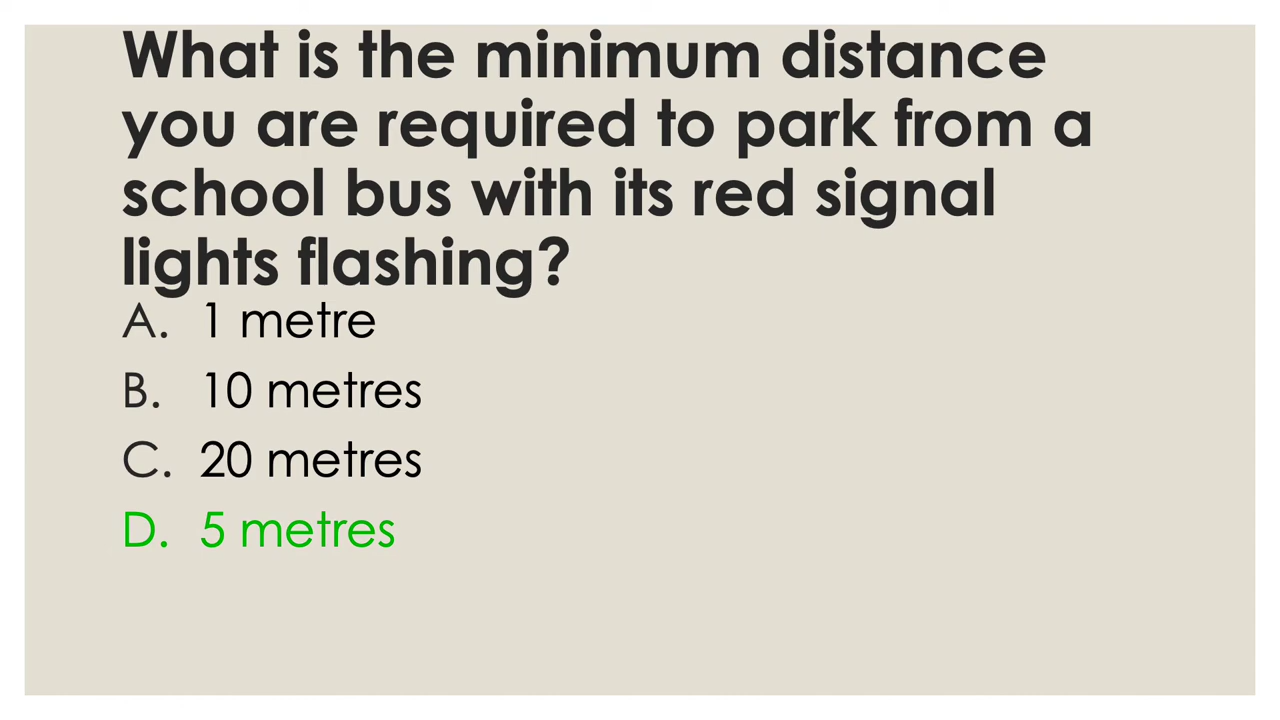 What is the minimum distance
you are required to park from a
school bus with its red signal
lights flashing?
A. 1 metre
B. 10 metres
C. 20 metres
D. 5 metres